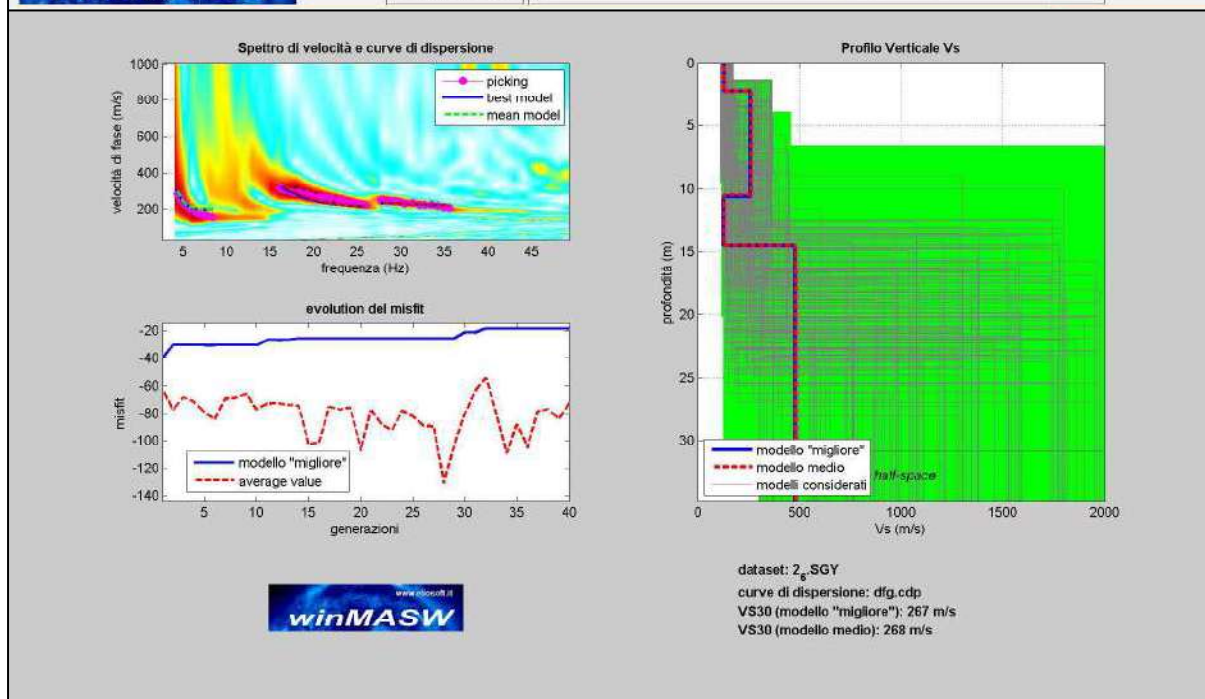 Spettro di velocità e curve di dispersione
1000
800
600
400
200
velocità di fase (m/s)
picking
best model
mean model
5 10 15 20 25 30 35 40 45
frequenza (Hz)
evolution del misfit
-20
-40
-60
-80
-100
-120
-140
misfit
modello "migliore"
average value
5 10 15 20 25 30 35 40
generazioni
Profilo Verticale Vs
0
5
10
15
20
25
30
profondità (m)
modello "migliore"
modello medio
modelli considerati
half-space
0 500 1000 1500 2000
Vs (m/s)
www.eliosoft.it
winMASW
dataset: 2_6.SGY
curve di dispersione: dfg.cdp
VS30 (modello "migliore"): 267 m/s
VS30 (modello medio): 268 m/s